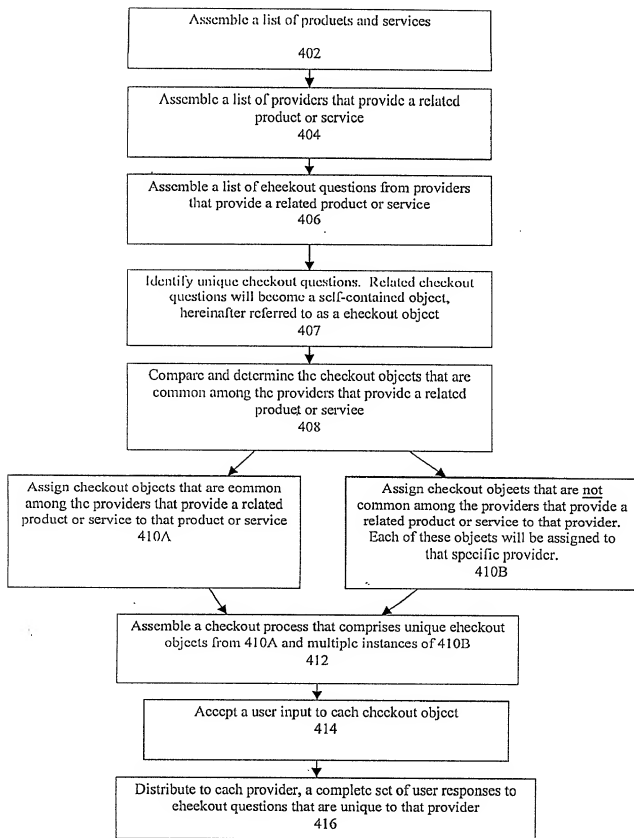 Assemble a list of products and services
402
Assemble a list of providers that provide a related
product or service
404
Assemble a list of checkout questions from providers
that provide a related product or service
406
Identify unique checkout questions. Related checkout
questions will become a self-contained object,
hereinafter referred to as a checkout object
407
Compare and determine the checkout objects that are
common among the providers that provide a related
product or service
408
Assign checkout objects that are common
among the providers that provide a related
product or service to that product or service
410A
Assign checkout objects that are not
common among the providers that provide a
related product or service to that provider.
Each of these objects will be assigned to
that specific provider.
410B
Assemble a checkout process that comprises unique checkout
objects from 410A and multiple instances of 410B
412
Accept a user input to each checkout object
414
Distribute to each provider, a complete set of user responses to
checkout questions that are unique to that provider
416